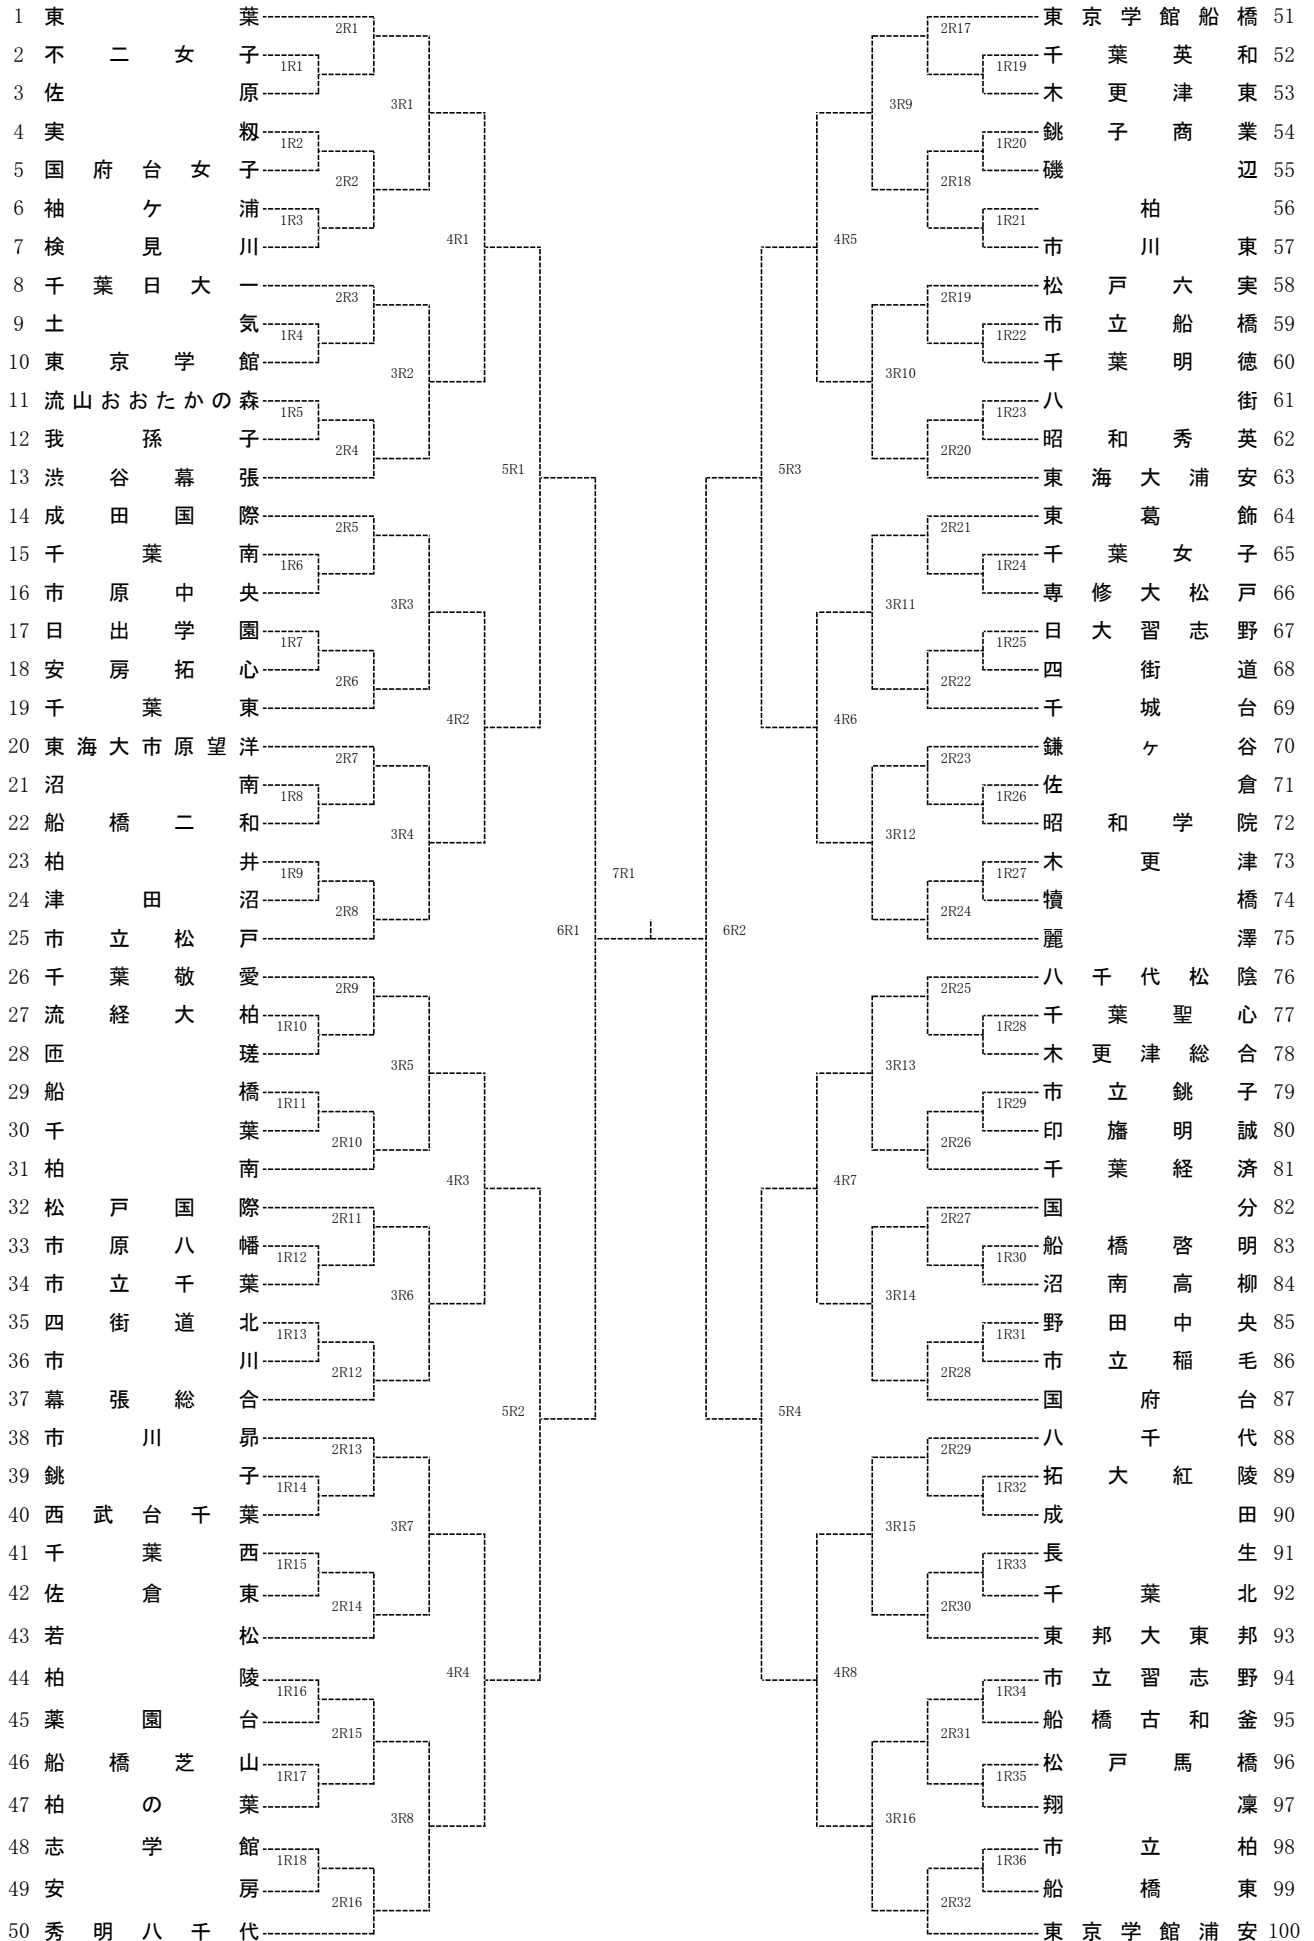 1 東葉
2 不二女子
3 佐原
4 実籾
5 国府台女子
6 袖ケ浦
7 検見川
8 千葉日大一
9 土気
10 東京学館
11 流山おおたかの森
12 我孫子
13 渋谷幕張
14 成田国際
15 千葉南
16 市原中央
17 日出学園
18 安房拓心
19 千葉東
20 東海大市原望洋
21 沼南
22 船橋二和
23 柏井
24 津田沼
25 市立松戸
26 千葉敬愛
27 流経大柏
28 匝瑳
29 船橋
30 千葉
31 柏南
32 松戸国際
33 市原八幡
34 市立千葉
35 四街道北
36 市川
37 幕張総合
38 市川昴
39 銚子
40 西武台千葉
41 千葉西
42 佐倉東
43 若松
44 柏陵
45 薬園台
46 船橋芝山
47 柏の葉
48 志学館
49 安房
50 秀明八千代
1R1
1R2
1R3
1R4
1R5
1R6
1R7
1R8
1R9
1R10
1R11
1R12
1R13
1R14
1R15
1R16
1R17
1R18
2R1
2R2
2R3
2R4
2R5
2R6
2R7
2R8
2R9
2R10
2R11
2R12
2R13
2R14
2R15
2R16
3R1
3R2
3R3
3R4
3R5
3R6
3R7
3R8
4R1
4R2
4R3
4R4
5R1
5R2
6R1
7R1
6R2
5R3
5R4
4R5
4R6
4R7
4R8
3R9
3R10
3R11
3R12
3R13
3R14
3R15
3R16
2R17
2R18
2R19
2R20
2R21
2R22
2R23
2R24
2R25
2R26
2R27
2R28
2R29
2R30
2R31
2R32
1R19
1R20
1R21
1R22
1R23
1R24
1R25
1R26
1R27
1R28
1R29
1R30
1R31
1R32
1R33
1R34
1R35
1R36
東京学館船橋 51
千葉英和 52
木更津東 53
銚子商業 54
磯辺 55
柏 56
市川東 57
松戸六実 58
市立船橋 59
千葉明徳 60
八街 61
昭和秀英 62
東海大浦安 63
東葛飾 64
千葉女子 65
専修大松戸 66
日大習志野 67
四街道 68
千城台 69
鎌ヶ谷 70
佐倉 71
昭和学院 72
木更津 73
犢橋 74
麗澤 75
八千代松陰 76
千葉聖心 77
木更津総合 78
市立銚子 79
印旛明誠 80
千葉経済 81
国分 82
船橋啓明 83
沼南高柳 84
野田中央 85
市立稲毛 86
国府台 87
八千代 88
拓大紅陵 89
成田 90
長生 91
千葉北 92
東邦大東邦 93
市立習志野 94
船橋古和釜 95
松戸馬橋 96
翔凜 97
市立柏 98
船橋東 99
東京学館浦安 100